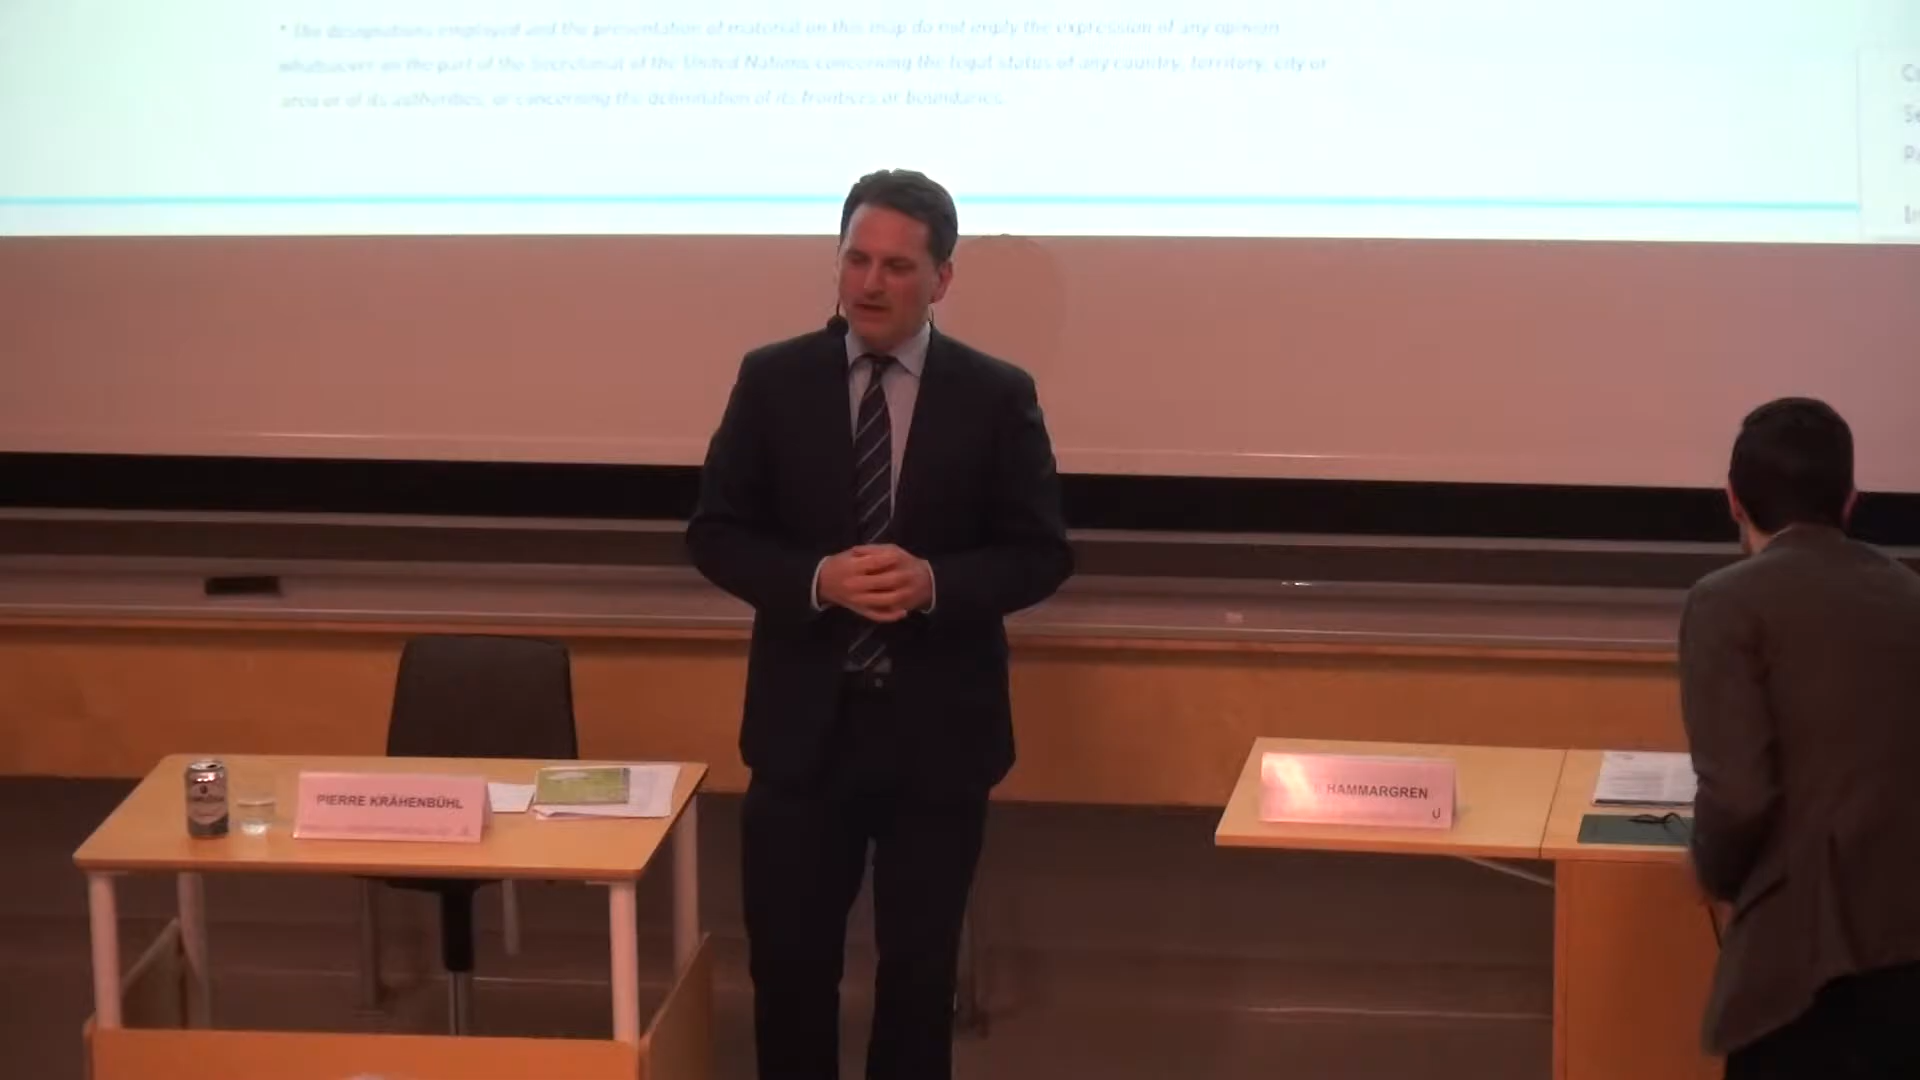 * The designations employed and the presentation of material on this map do not imply the expression of any opinion
whatsoever on the part of the Secretariat of the United Nations concerning the legal status of any country, territory, city or
area or of its authorities, or concerning the delimitation of its frontiers or boundaries.
PIERRE KRÄHENBÜHL
HAMMARGREN